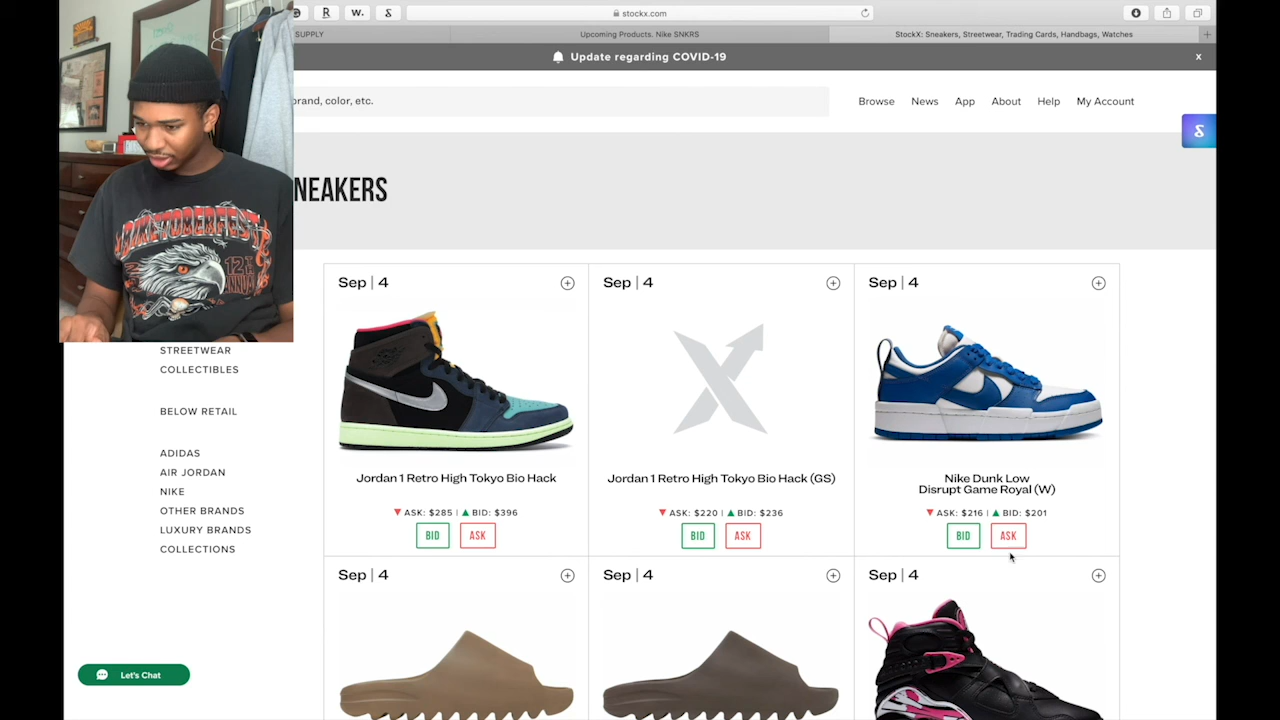 stockx.com
SUPPLY
Upcoming Products. Nike SNKRS
StockX: Sneakers, Streetwear, Trading Cards, Handbags, Watches
Update regarding COVID-19
x
brand, color, etc.
Browse
News
App
About
Help
My Account
NEAKERS
12TH
ANNUAL
STREETWEAR
COLLECTIBLES
BELOW RETAIL
ADIDAS
AIR JORDAN
NIKE
OTHER BRANDS
LUXURY BRANDS
COLLECTIONS
Let's Chat
Sep | 4
Jordan 1 Retro High Tokyo Bio Hack
ASK: $285 | BID: $396
BID ASK
Sep | 4
Jordan 1 Retro High Tokyo Bio Hack (GS)
ASK: $220 | BID: $236
BID ASK
Sep | 4
Nike Dunk Low
Disrupt Game Royal (W)
ASK: $216 | BID: $201
BID ASK
Sep | 4
Sep | 4
Sep | 4